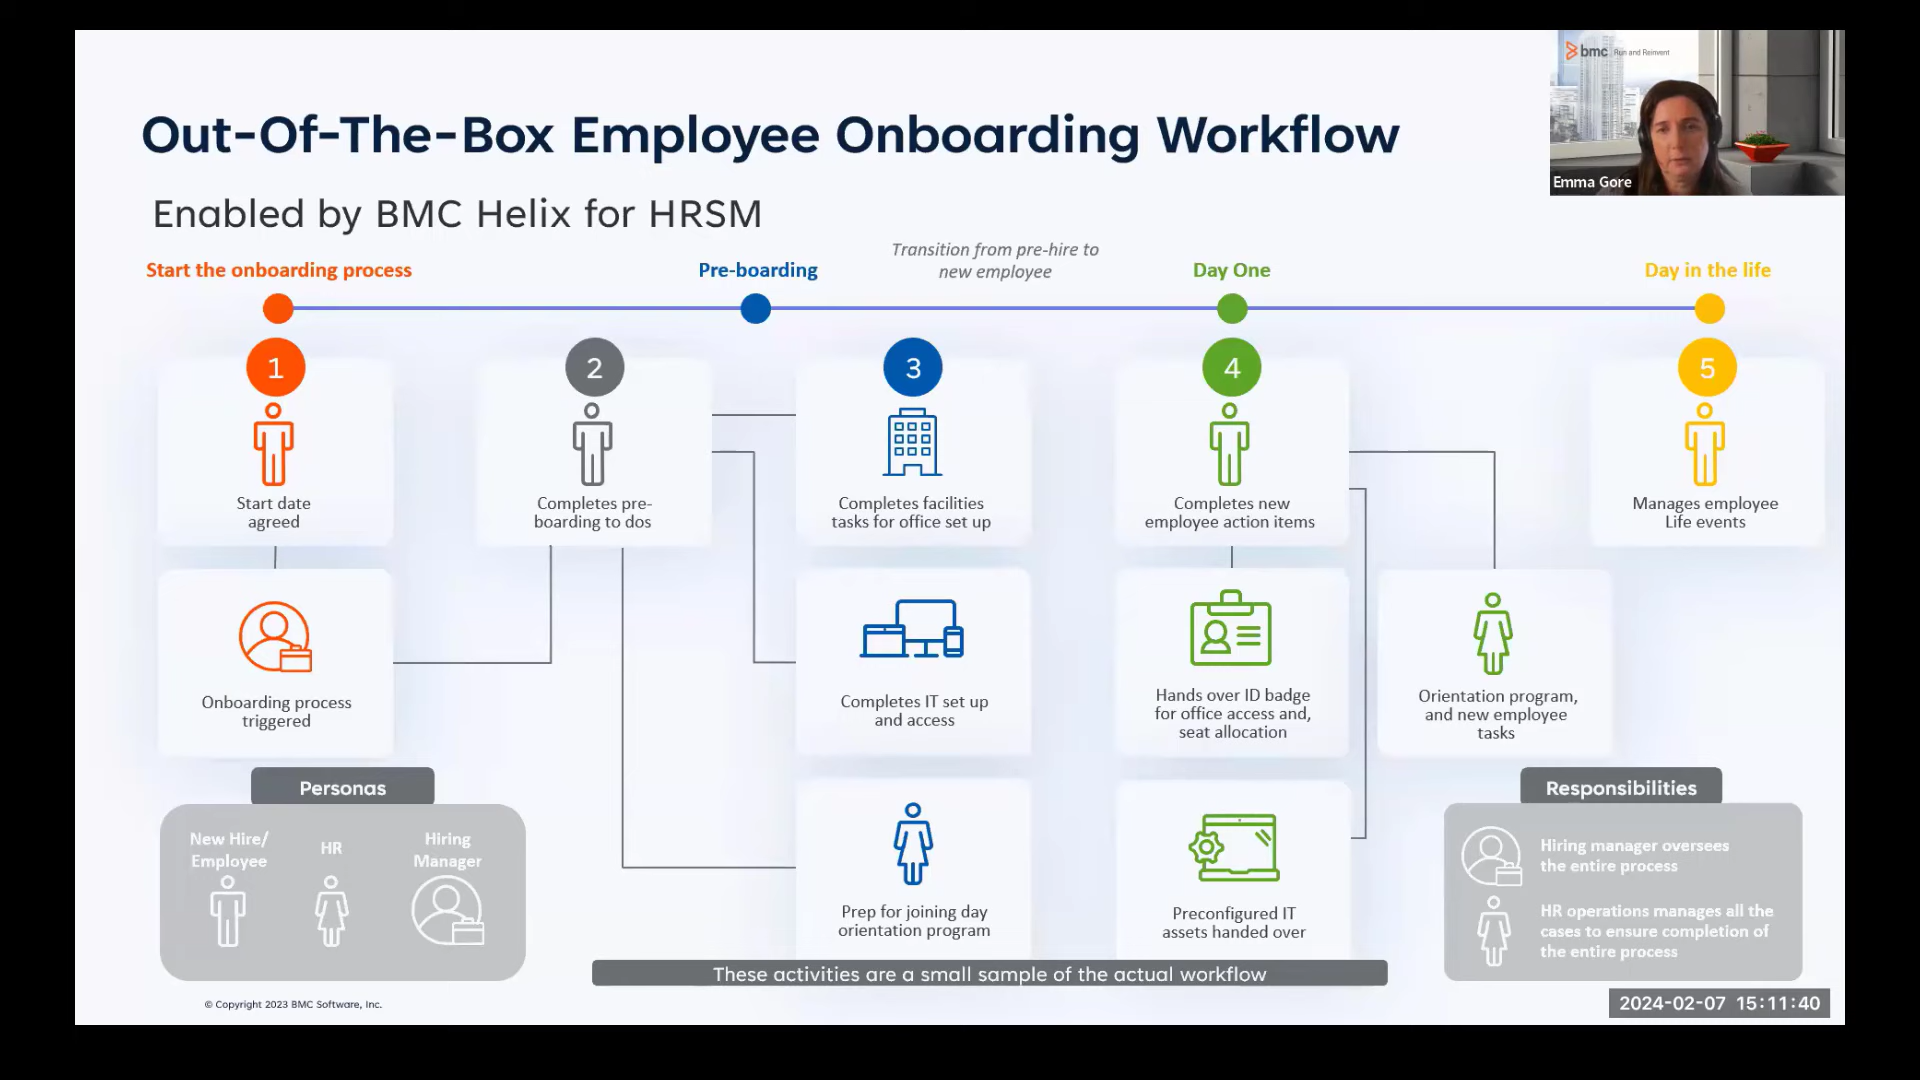 bmc Run and Reinvent
Emma Gore
Out-Of-The-Box Employee Onboarding Workflow
Enabled by BMC Helix for HRSM
Start the onboarding process
Pre-boarding
Transition from pre-hire to
new employee
Day One
Day in the life
1
Start date
agreed
Onboarding process
triggered
2
Completes pre-
boarding to dos
3
Completes facilities
tasks for office set up
Completes IT set up
and access
Prep for joining day
orientation program
4
Completes new
employee action items
Hands over ID badge
for office access and,
seat allocation
Preconfigured IT
assets handed over
Orientation program,
and new employee
tasks
5
Manages employee
Life events
Personas
New Hire/
Employee
HR
Hiring
Manager
Responsibilities
Hiring manager oversees
the entire process
HR operations manages all the
cases to ensure completion of
the entire process
These activities are a small sample of the actual workflow
© Copyright 2023 BMC Software, Inc.
2024-02-07 15:11:40